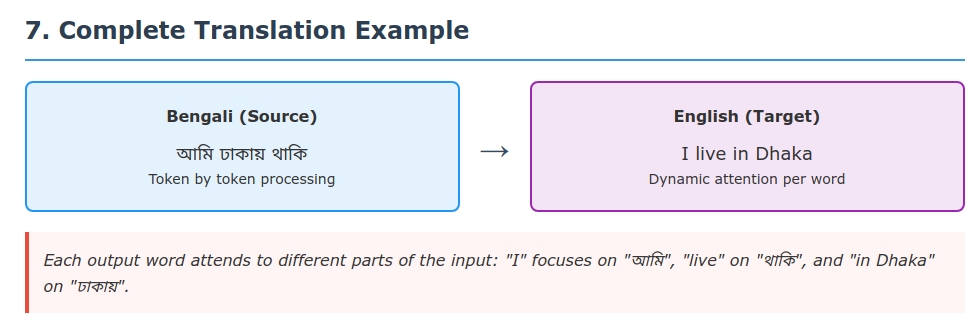 7. Complete Translation Example
Bengali (Source)
আমি ঢাকায় থাকি
Token by token processing
→
English (Target)
I live in Dhaka
Dynamic attention per word
Each output word attends to different parts of the input: "I" focuses on "আমি", "live" on "থাকি", and "in Dhaka"
on "ঢাকায়".